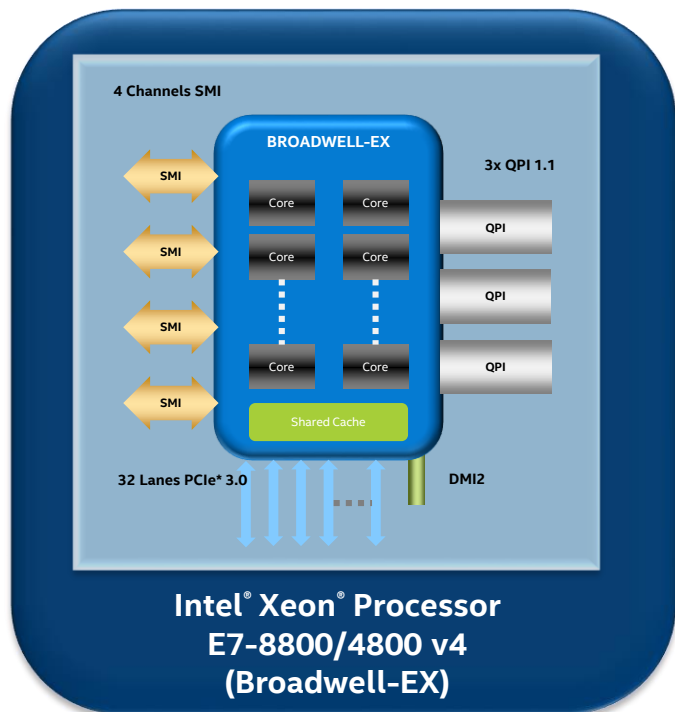 4 Channels SMI
BROADWELL-EX
3x QPI 1.1
SMI
Core
Core
QPI
SMI
Core
Core
QPI
SMI
Core
Core
QPI
SMI
Shared Cache
32 Lanes PCIe* 3.0
DMI2
Intel® Xeon® Processor
E7-8800/4800 v4
(Broadwell-EX)